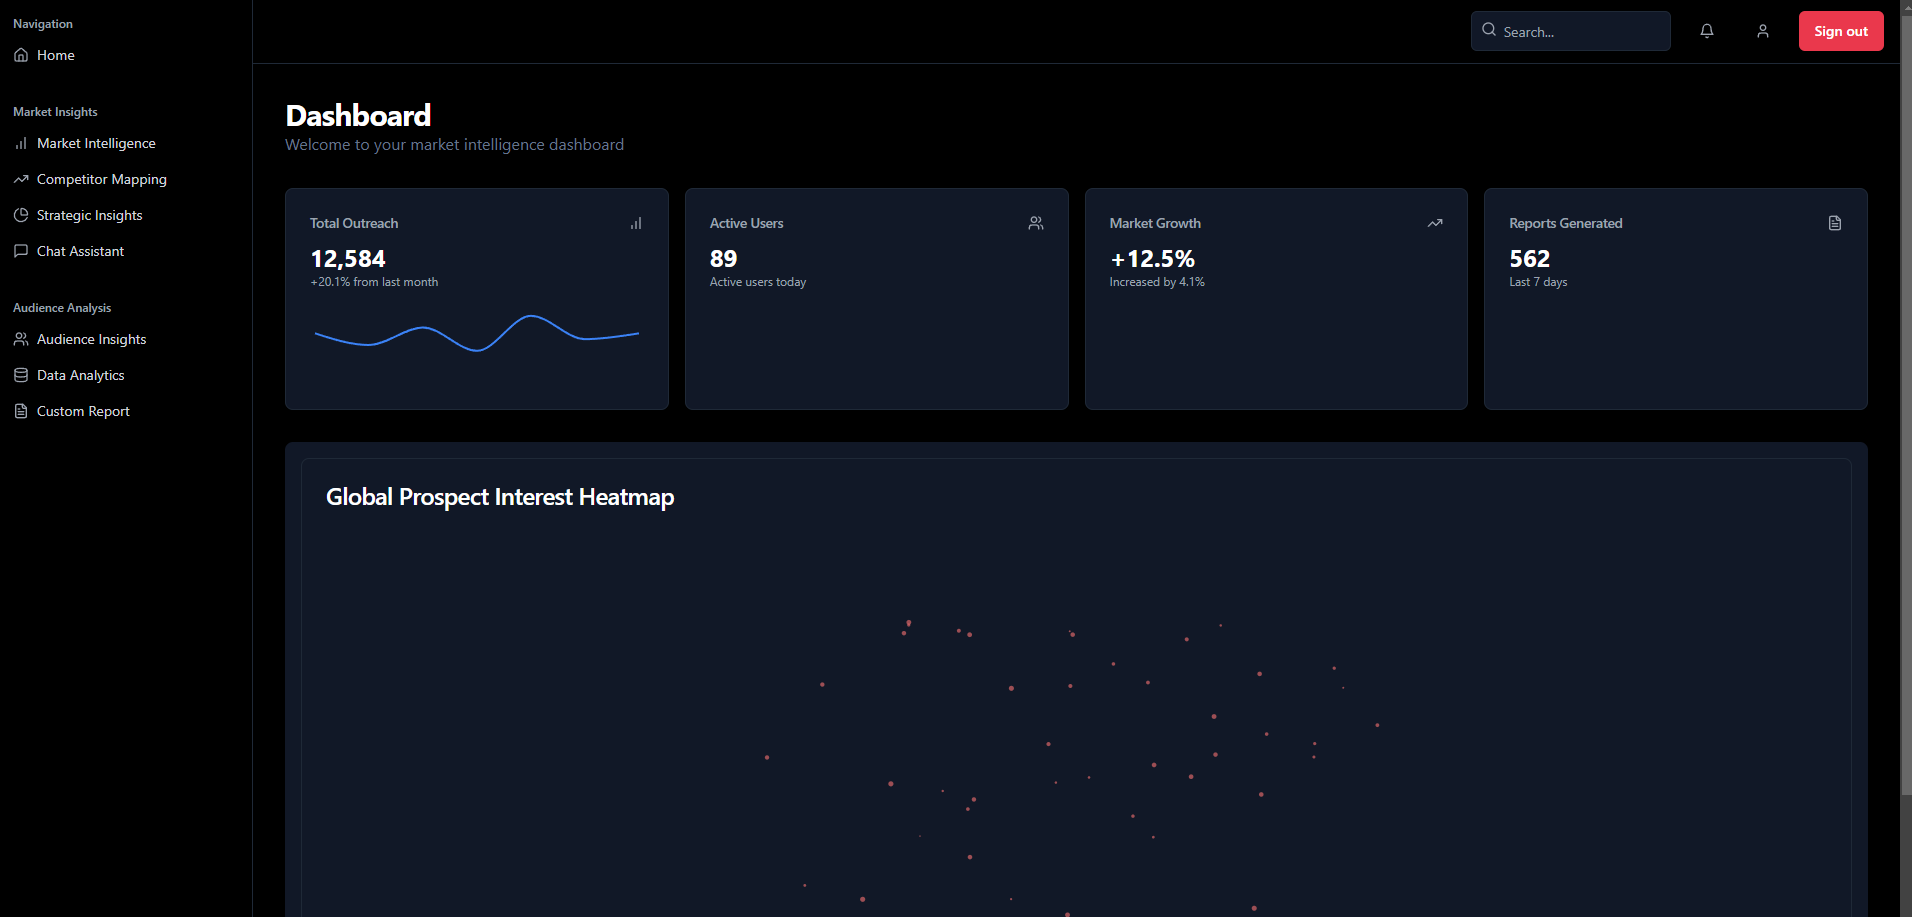 Navigation
Home
Market Insights
Market Intelligence
Competitor Mapping
Strategic Insights
Chat Assistant
Audience Analysis
Audience Insights
Data Analytics
Custom Report
Search...
Sign out
Dashboard
Welcome to your market intelligence dashboard
Total Outreach
12,584
+20.1% from last month
Active Users
89
Active users today
Market Growth
+12.5%
Increased by 4.1%
Reports Generated
562
Last 7 days
Global Prospect Interest Heatmap